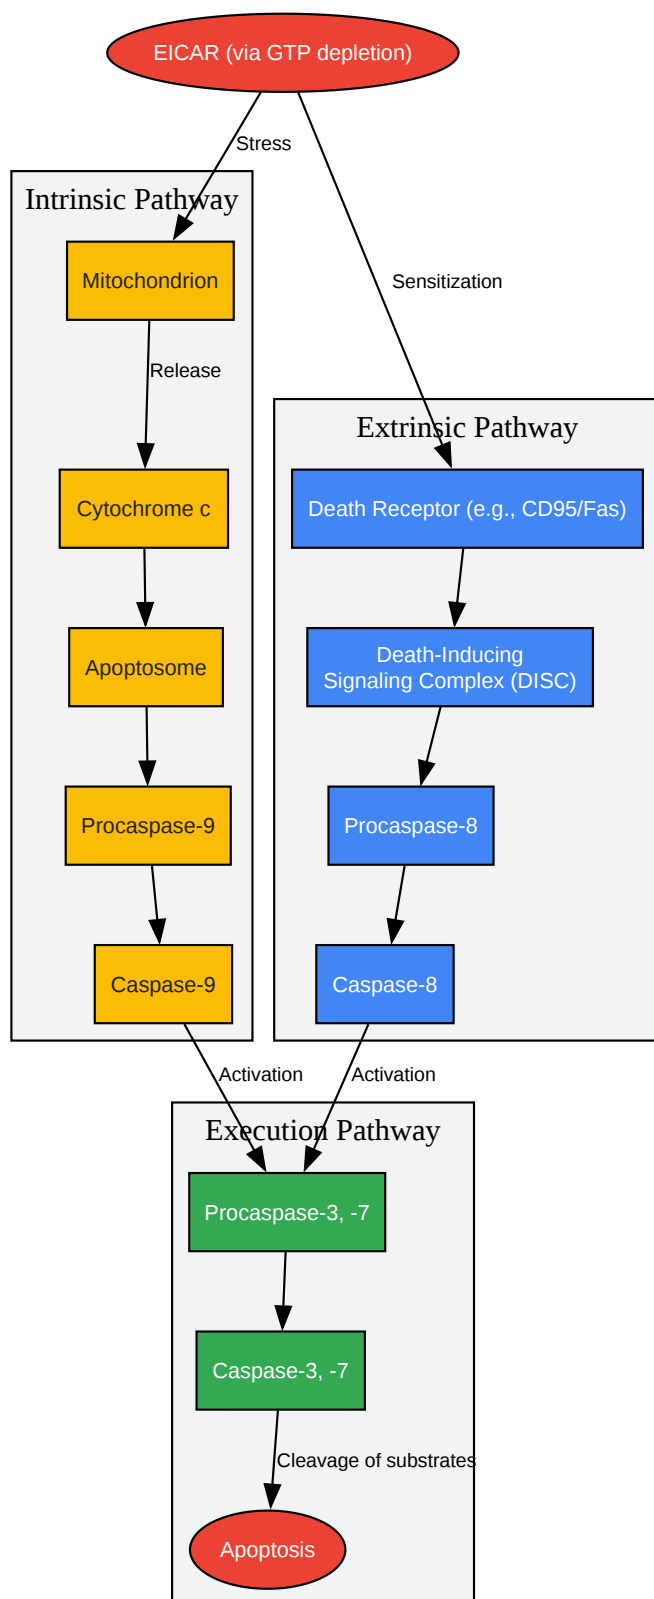 EICAR (via GTP depletion)
Stress
Intrinsic Pathway
Mitochondrion
Sensitization
Release
Extrinsic Pathway
Cytochrome c
Death Receptor (e.g., CD95/Fas)
Apoptosome
Death-Inducing
Signaling Complex (DISC)
Procaspase-9
Procaspase-8
Caspase-9
Caspase-8
Activation
Activation
Execution Pathway
Procaspase-3, -7
Caspase-3, -7
Cleavage of substrates
Apoptosis